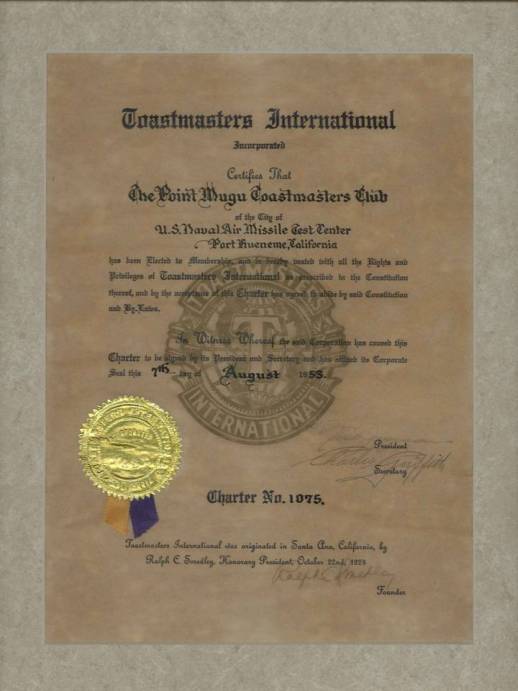 Toastmasters International
Incorporated
Certifies That
The Point Mugu Toastmasters Club
of the City of
U.S. Naval Air Missile Test Center
Port Hueneme, California
has been Elected to Membership, and is hereby vested with all the Rights and
Privileges of Toastmasters International as prescribed in the Constitution
thereof, and by the acceptance of this Charter has agreed to abide by said Constitution
and By-Laws.
In Witness Whereof the said Corporation has caused this
Charter to be signed by its President and Secretary and has affixed its Corporate
Seal this 7th day of August 1953.
INTERNATIONAL
President
Secretary
Charter No. 1075.
Toastmasters International was originated in Santa Ana, California, by
Ralph C. Smedley, Honorary President, October 22nd, 1924
Ralph C. Smedley
Founder